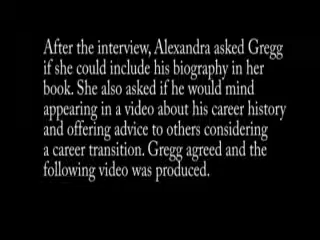 After the interview, Alexandra asked Gregg
if she could include his biography in her
book. She also asked if he would mind
appearing in a video about his career history
and offering advice to others considering
a career transition. Gregg agreed and the
following video was produced.